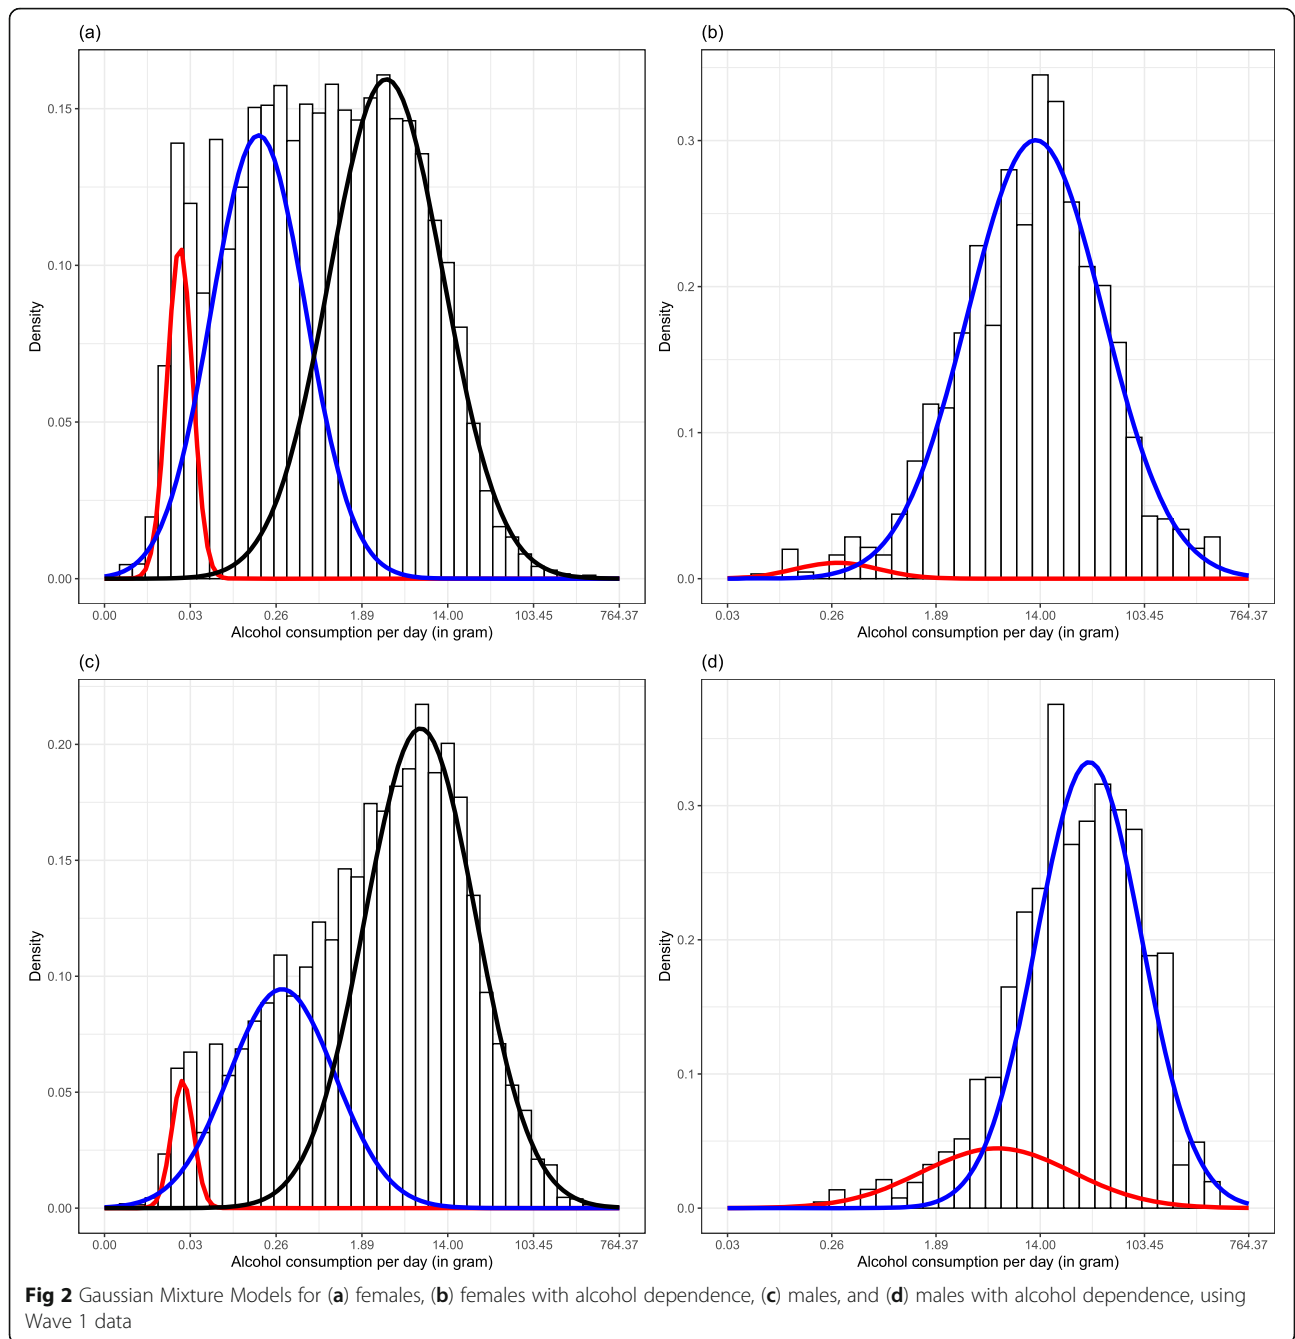 (a)
Density
0.15
0.10
0.05
0.00
0.00 0.03 0.26 1.89 14.00 103.45 764.37
Alcohol consumption per day (in gram)
(b)
Density
0.3
0.2
0.1
0.0
0.03 0.26 1.89 14.00 103.45 764.37
Alcohol consumption per day (in gram)
(c)
Density
0.20
0.15
0.10
0.05
0.00
0.00 0.03 0.26 1.89 14.00 103.45 764.37
Alcohol consumption per day (in gram)
(d)
Density
0.3
0.2
0.1
0.0
0.03 0.26 1.89 14.00 103.45 764.37
Alcohol consumption per day (in gram)
Fig 2 Gaussian Mixture Models for (a) females, (b) females with alcohol dependence, (c) males, and (d) males with alcohol dependence, using
Wave 1 data